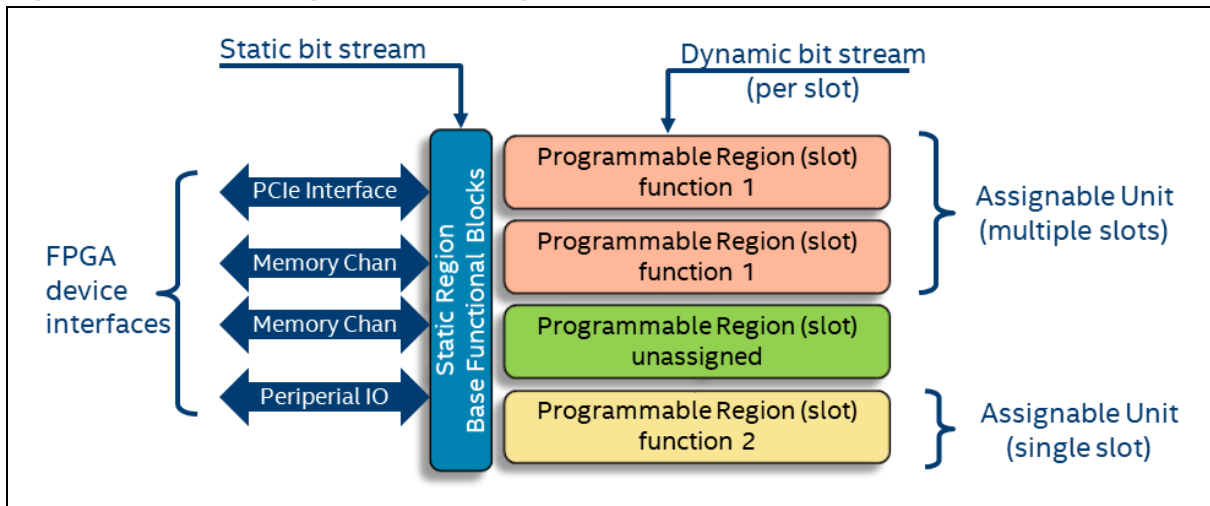 Static bit stream
Dynamic bit stream
(per slot)
FPGA
device
interfaces
PCIe Interface
Memory Chan
Memory Chan
Periperial IO
Static Region
Base Functional Blocks
Programmable Region (slot)
function 1
Programmable Region (slot)
function 1
Programmable Region (slot)
unassigned
Programmable Region (slot)
function 2
Assignable Unit
(multiple slots)
Assignable Unit
(single slot)